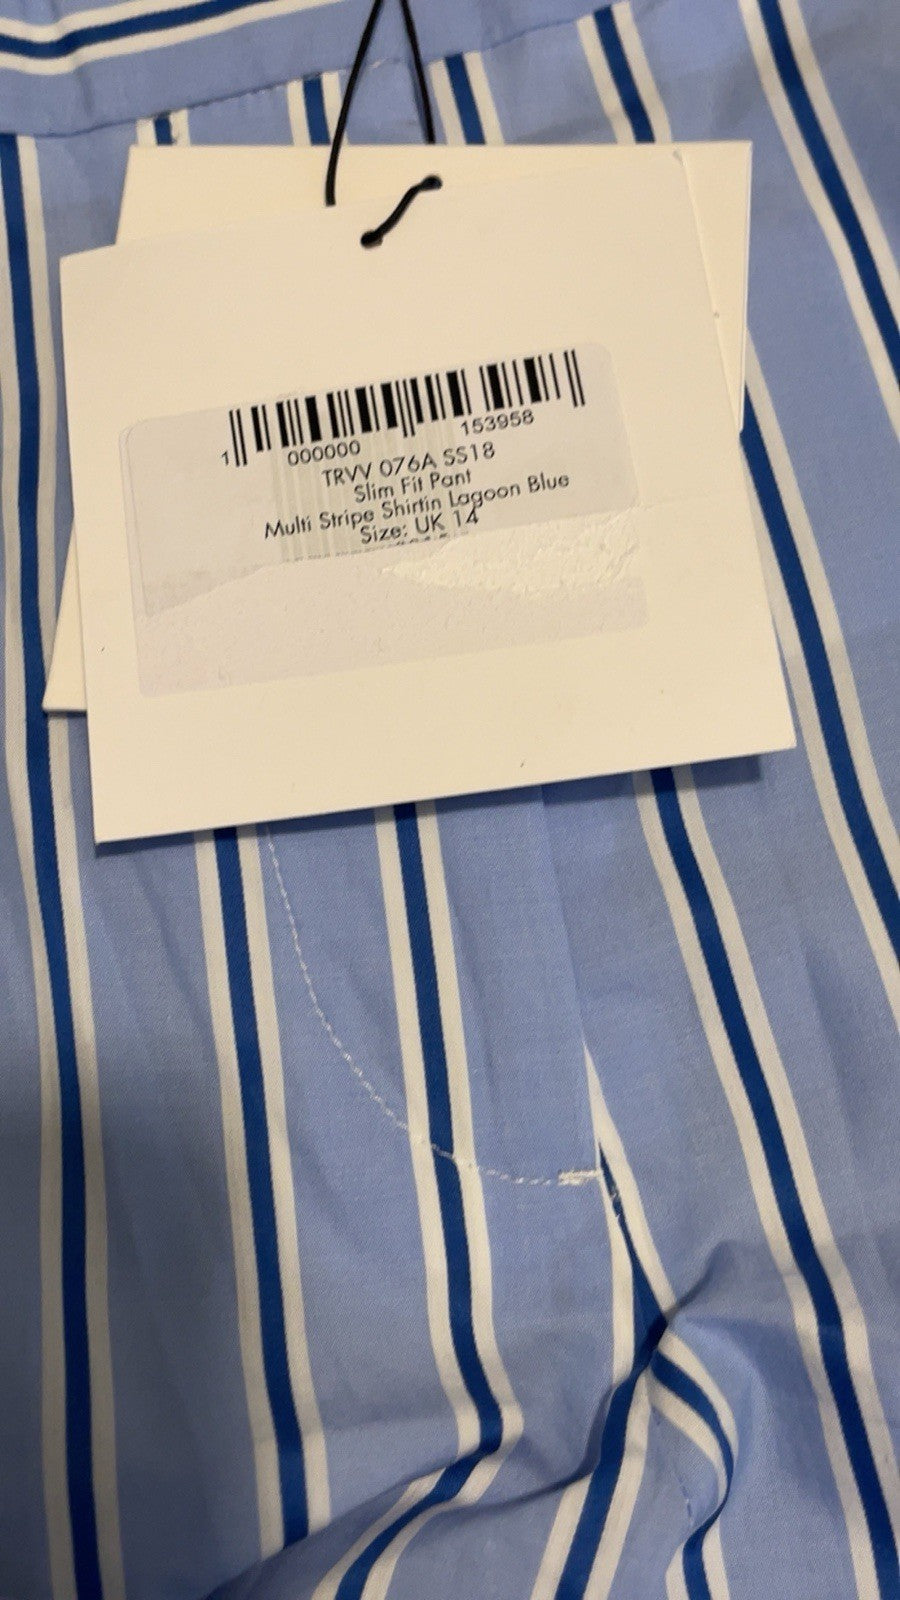 1 000000 153958
TRVV 076A SS18
Slim Fit Pant
Multi Stripe Shirtin Lagoon Blue
Size: UK 14